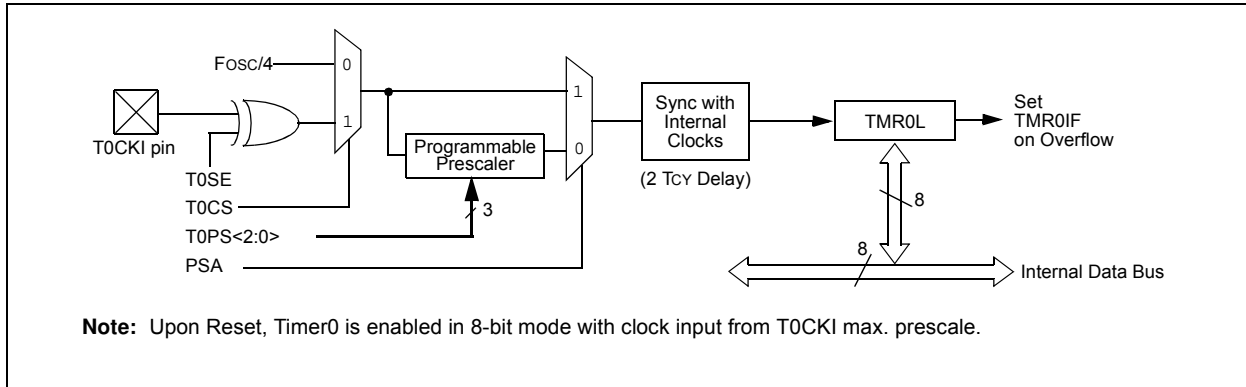 FOSC/4
0
1
T0CKI pin
T0SE
T0CS
T0PS<2:0>
PSA
Programmable
Prescaler
3
1
0
Sync with
Internal
Clocks
(2 TCY Delay)
TMR0L
Set
TMR0IF
on Overflow
8
8
Internal Data Bus
Note: Upon Reset, Timer0 is enabled in 8-bit mode with clock input from T0CKI max. prescale.